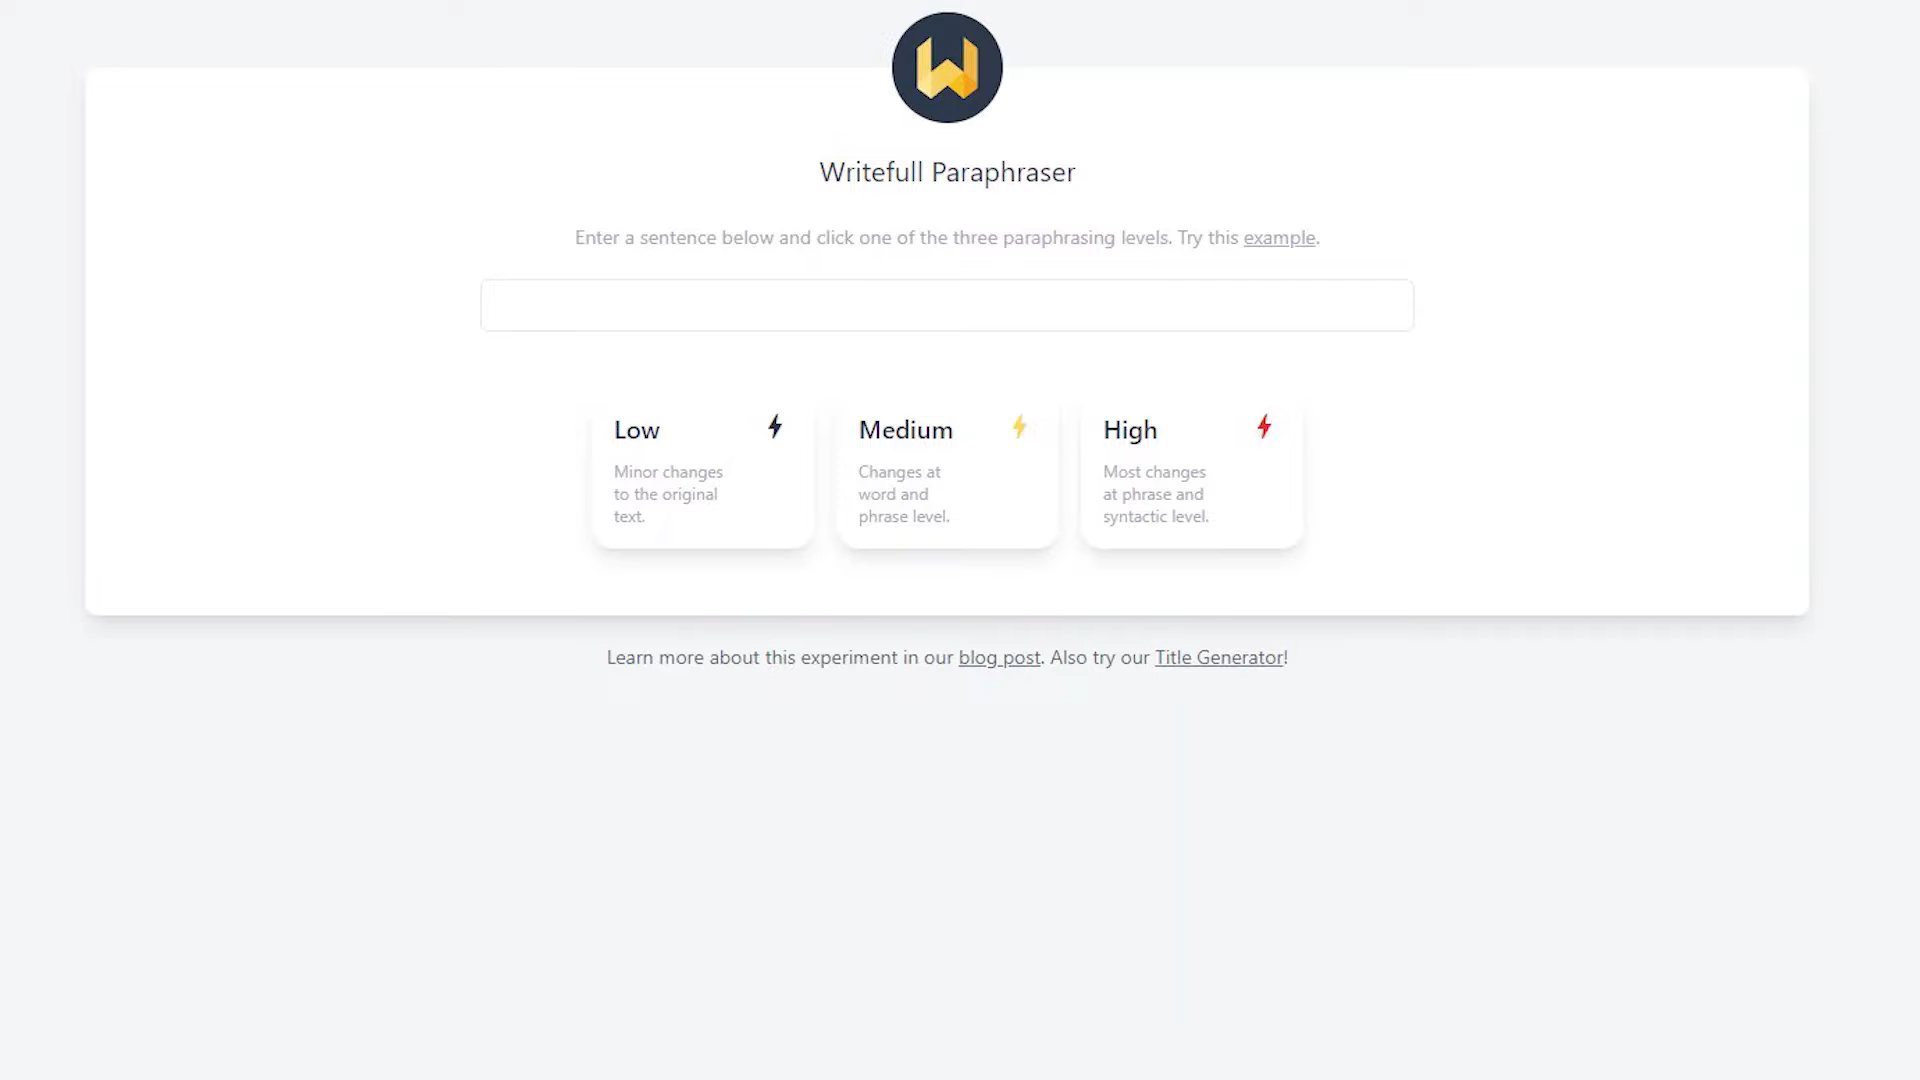 Writefull Paraphraser
Enter a sentence below and click one of the three paraphrasing levels. Try this example.
Low
Minor changes
to the original
text.
Medium
Changes at
word and
phrase level.
High
Most changes
at phrase and
syntactic level.
Learn more about this experiment in our blog post. Also try our Title Generator!